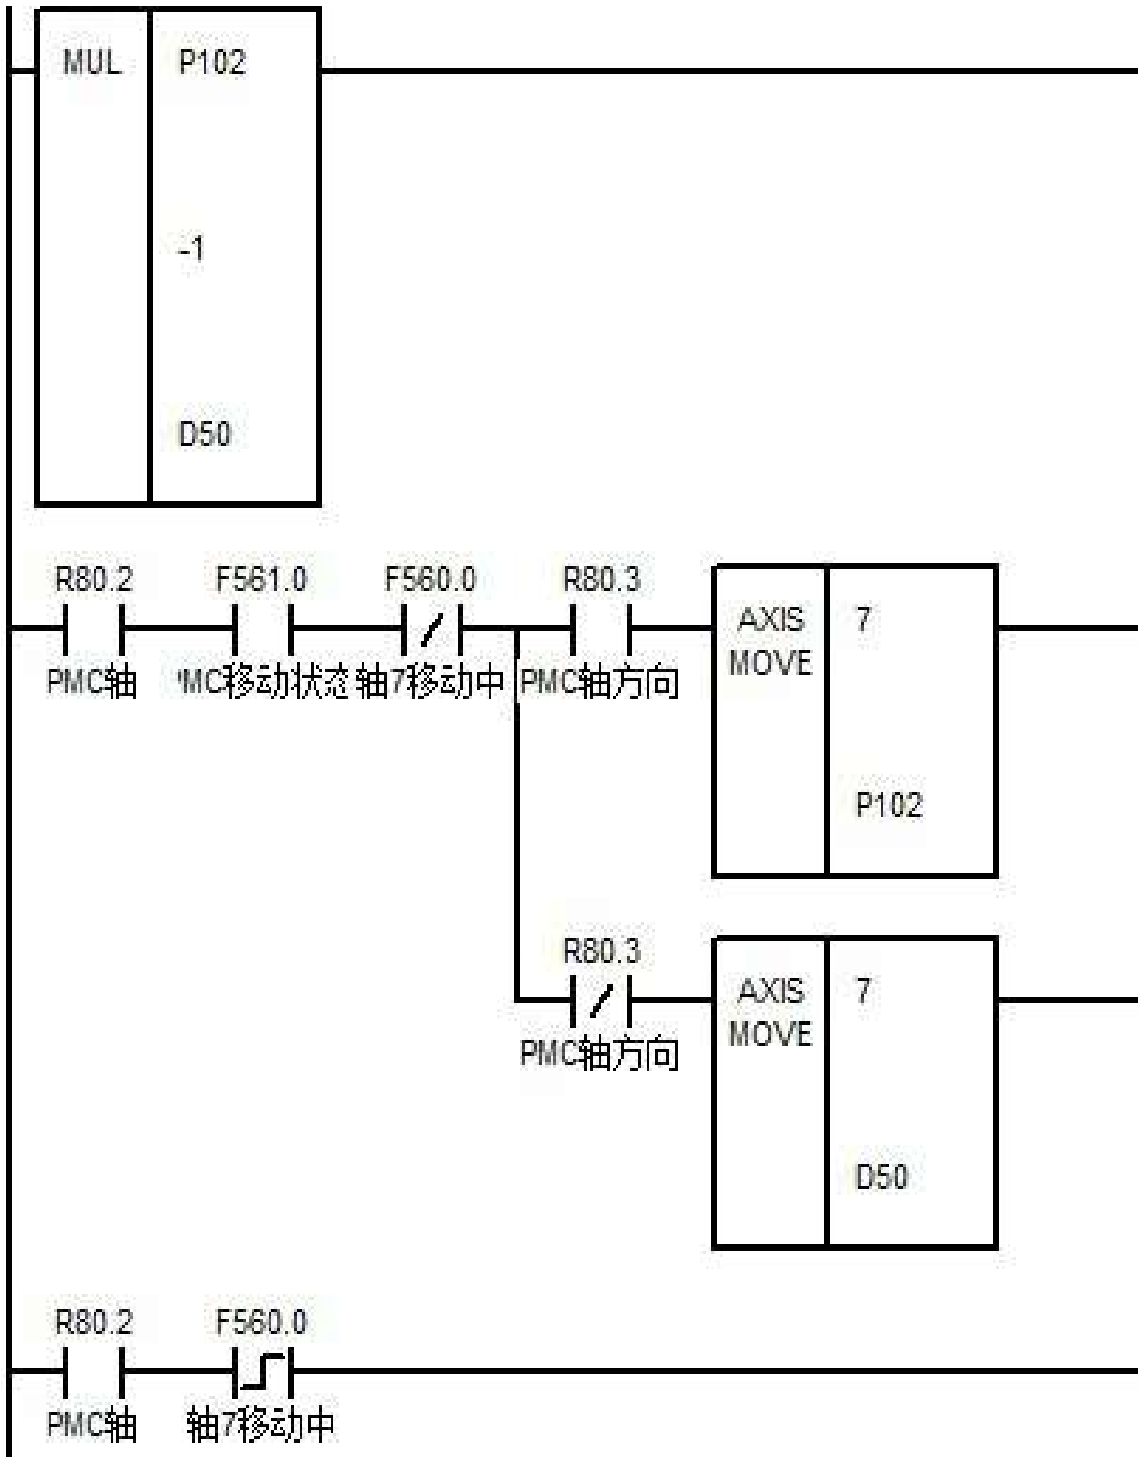 MUL P102
-1
D50
R80.2 F561.0 F560.0 R80.3 AXIS MOVE 7
PMC轴 'MC移动状态 轴7移动中 PMC轴方向
P102
R80.3 AXIS MOVE 7
PMC轴方向
D50
R80.2 F560.0
PMC轴 轴7移动中